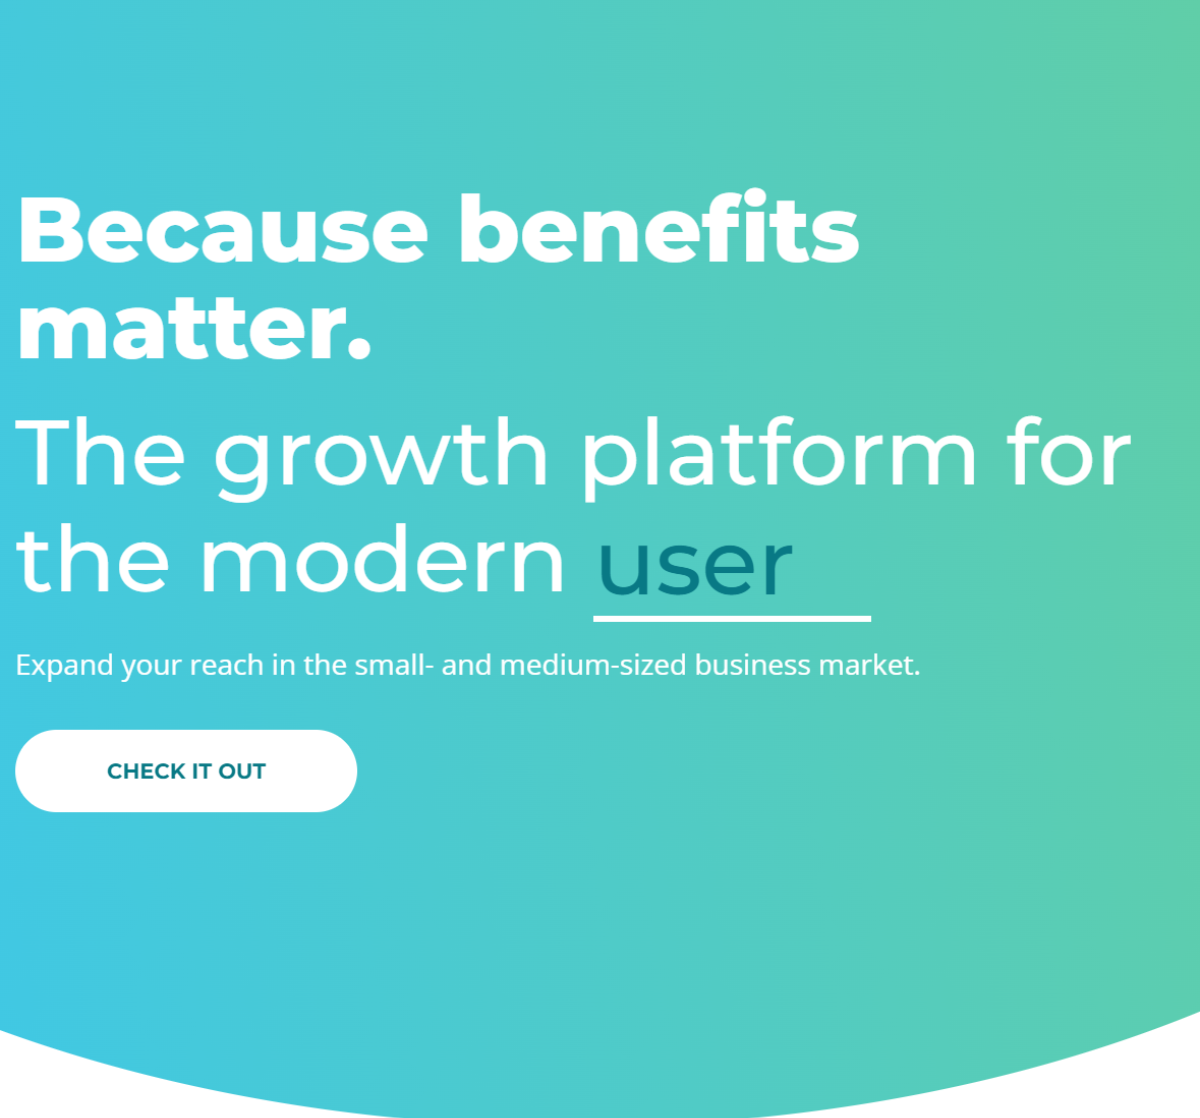 Because benefits
matter.
The growth platform for
the modern user
Expand your reach in the small- and medium-sized business market.
CHECK IT OUT